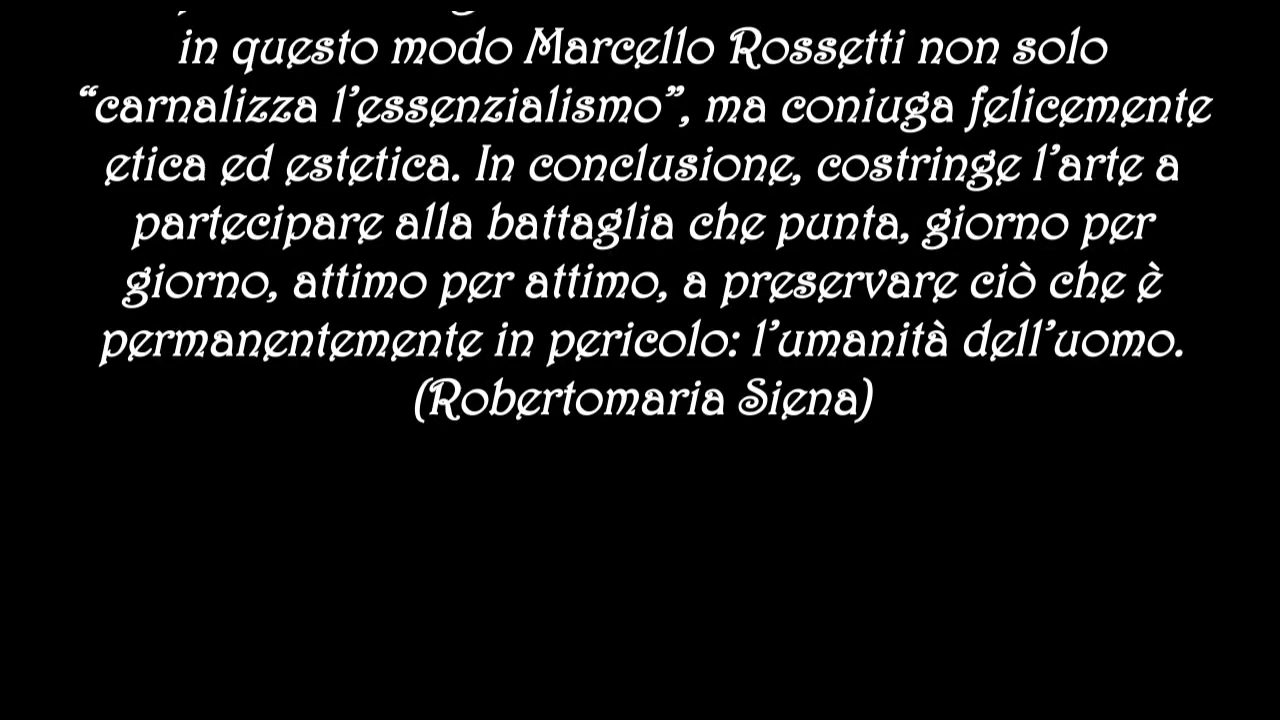 in questo modo Marcello Rossetti non solo
“carnalizza l’essenzialismo”, ma coniuga felicemente
etica ed estetica. In conclusione, costringe l’arte a
partecipare alla battaglia che punta, giorno per
giorno, attimo per attimo, a preservare ciò che è
permanentemente in pericolo: l’umanità dell’uomo.
(Robertomaria Siena)